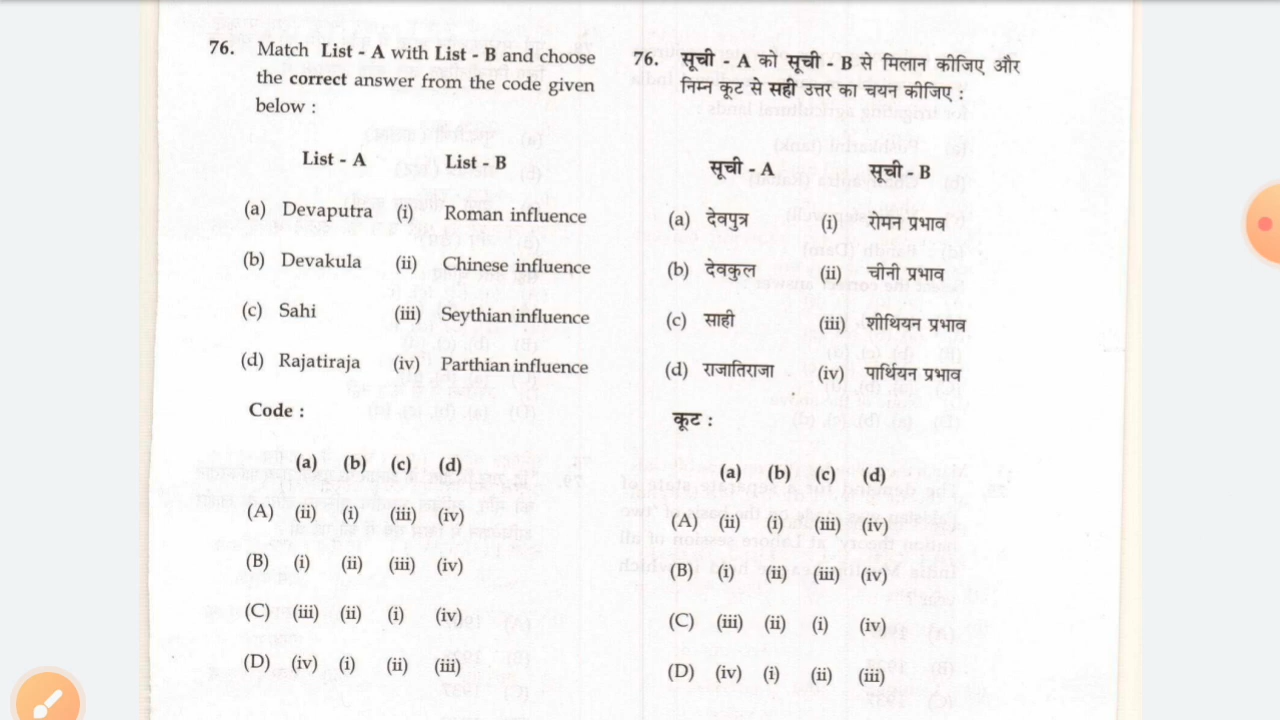 76. Match List - A with List - B and choose
the correct answer from the code given
below :
List - A List - B
(a) Devaputra (i) Roman influence
(b) Devakula (ii) Chinese influence
(c) Sahi (iii) Seythian influence
(d) Rajatiraja (iv) Parthian influence
Code :
(a) (b) (c) (d)
(A) (ii) (i) (iii) (iv)
(B) (i) (ii) (iii) (iv)
(C) (iii) (ii) (i) (iv)
(D) (iv) (i) (ii) (iii)
76. सूची - A को सूची - B से मिलान कीजिए और
निम्न कूट से सही उत्तर का चयन कीजिए :
सूची - A सूची - B
(a) देवपुत्र (i) रोमन प्रभाव
(b) देवकुल (ii) चीनी प्रभाव
(c) साही (iii) शीथियन प्रभाव
(d) राजातिराजा (iv) पार्थियन प्रभाव
कूट :
(a) (b) (c) (d)
(A) (ii) (i) (iii) (iv)
(B) (i) (ii) (iii) (iv)
(C) (iii) (ii) (i) (iv)
(D) (iv) (i) (ii) (iii)